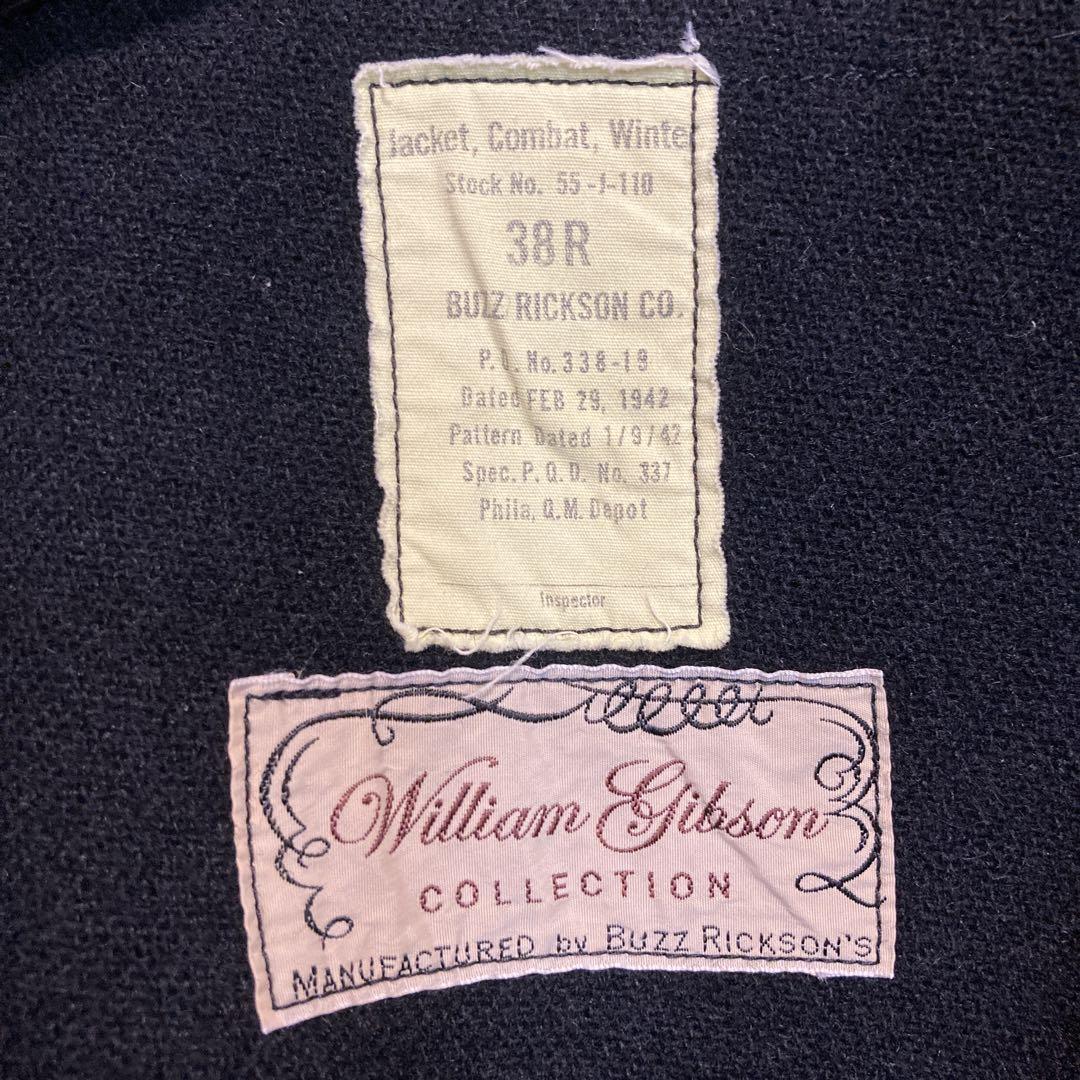 Jacket, Combat, Winter
Stock No. 55-J-110
38R
BUZZ RICKSON CO.
P.O. No. 338-19
Dated FEB 29, 1942
Pattern Dated 1/9/42
Spec. P.Q.D. No. 337
Phila, Q.M. Depot
Inspector
William Gibson
COLLECTION
MANUFACTURED by BUZZ RICKSON'S